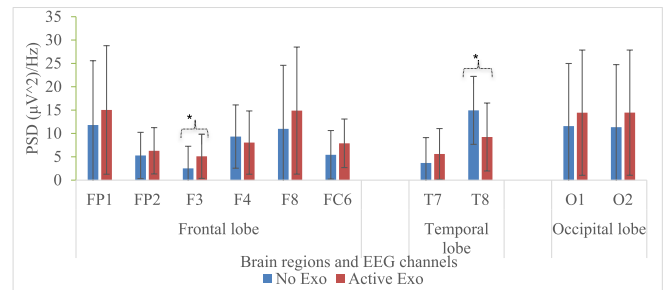 PSD (µV^2)/Hz)
35
30
25
20
15
10
5
0
*
*
FP1 FP2 F3 F4 F8 FC6 T7 T8 O1 O2
Frontal lobe Temporal lobe Occipital lobe
Brain regions and EEG channels
No Exo Active Exo